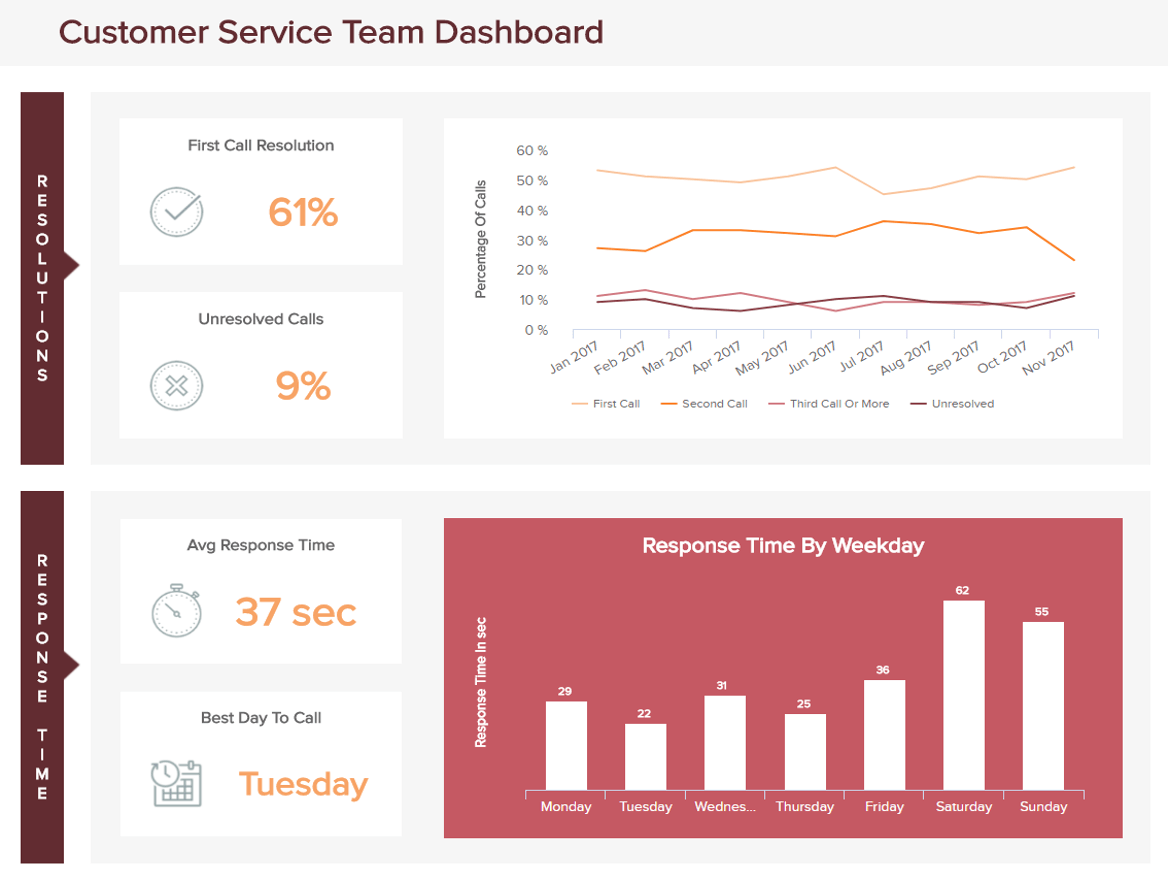 Customer Service Team Dashboard
RESOLUTIONS
First Call Resolution
61%
Unresolved Calls
9%
Percentage Of Calls
60 %
50 %
40 %
30 %
20 %
10 %
0 %
Jan 2017
Feb 2017
Mar 2017
Apr 2017
May 2017
Jun 2017
Jul 2017
Aug 2017
Sep 2017
Oct 2017
Nov 2017
First Call
Second Call
Third Call Or More
Unresolved
RESPONSE TIME
Avg Response Time
37 sec
Best Day To Call
Tuesday
Response Time By Weekday
Response Time In sec
29
22
31
25
36
62
55
Monday
Tuesday
Wednes...
Thursday
Friday
Saturday
Sunday